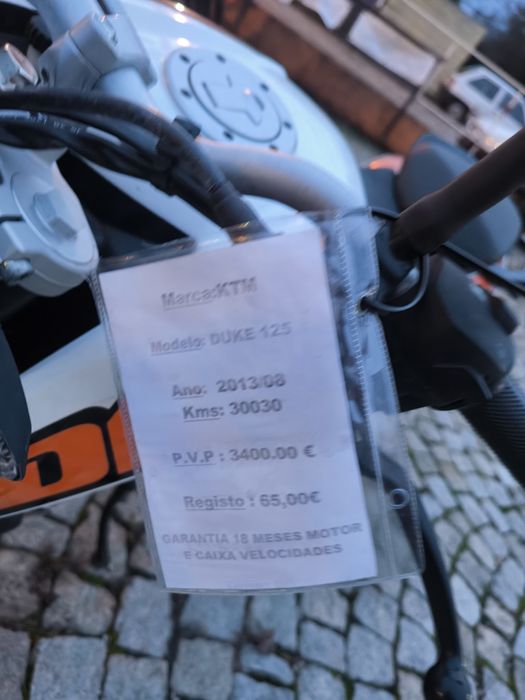 Marca:KTM
Modelo: DUKE 125
Ano: 2013/08
Kms: 30030
P.V.P : 3400.00 €
Registo : 65,00€
GARANTIA 18 MESES MOTOR
E CAIXA VELOCIDADES